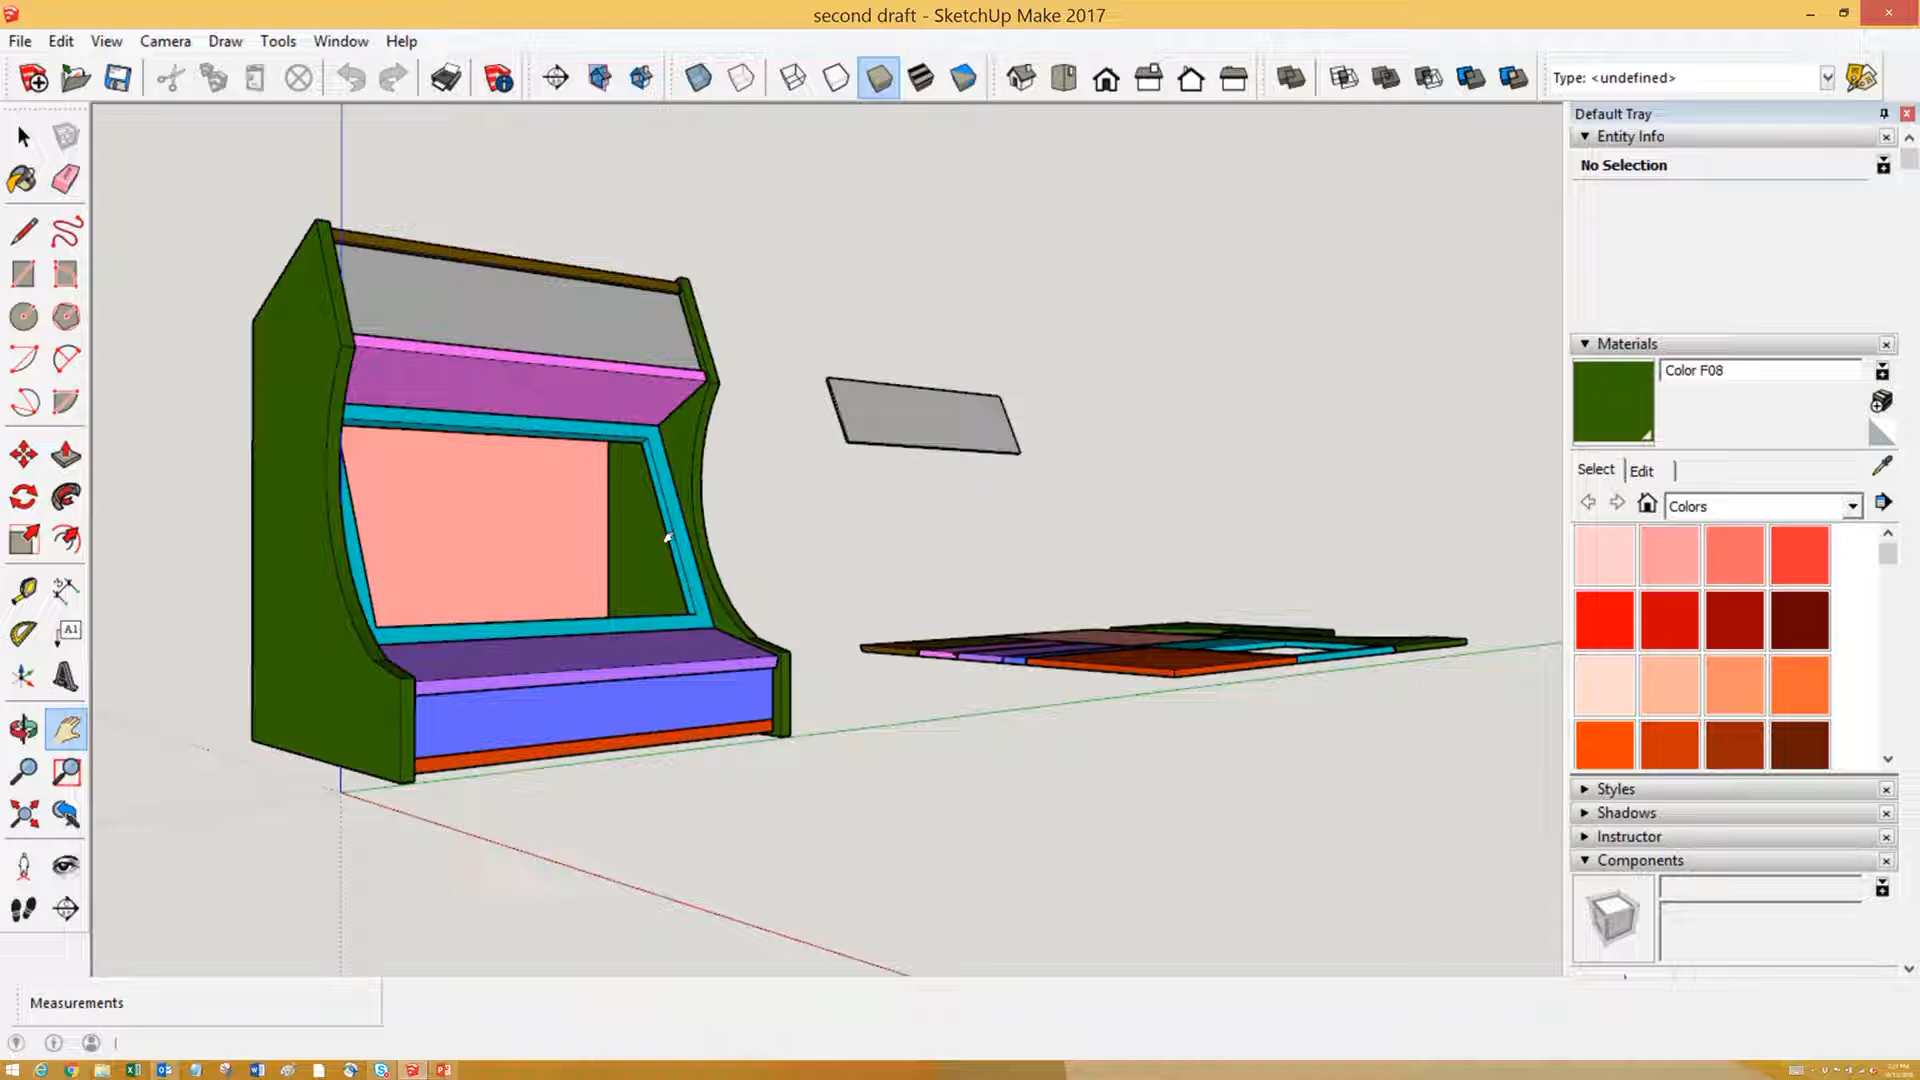 second draft - SketchUp Make 2017
File Edit View Camera Draw Tools Window Help
Type: <undefined>
Default Tray
Entity Info
No Selection
Materials
Color F08
Select Edit
Colors
A1
Styles
Shadows
Instructor
Components
Measurements